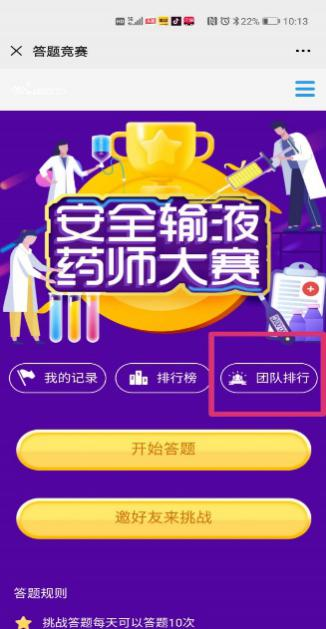 22% 10:13
答题竞赛
安全输液
药师大赛
我的记录 排行榜 团队排行
开始答题
邀好友来挑战
答题规则
挑战答题每天可以答题10次